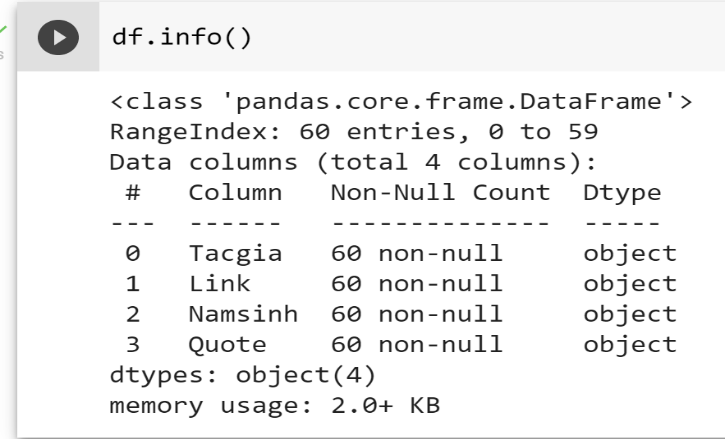 df.info()
<class 'pandas.core.frame.DataFrame'>
RangeIndex: 60 entries, 0 to 59
Data columns (total 4 columns):
 #   Column   Non-Null Count  Dtype
---  ------   --------------  -----
 0   Tacgia   60 non-null     object
 1   Link     60 non-null     object
 2   Namsinh  60 non-null     object
 3   Quote    60 non-null     object
dtypes: object(4)
memory usage: 2.0+ KB